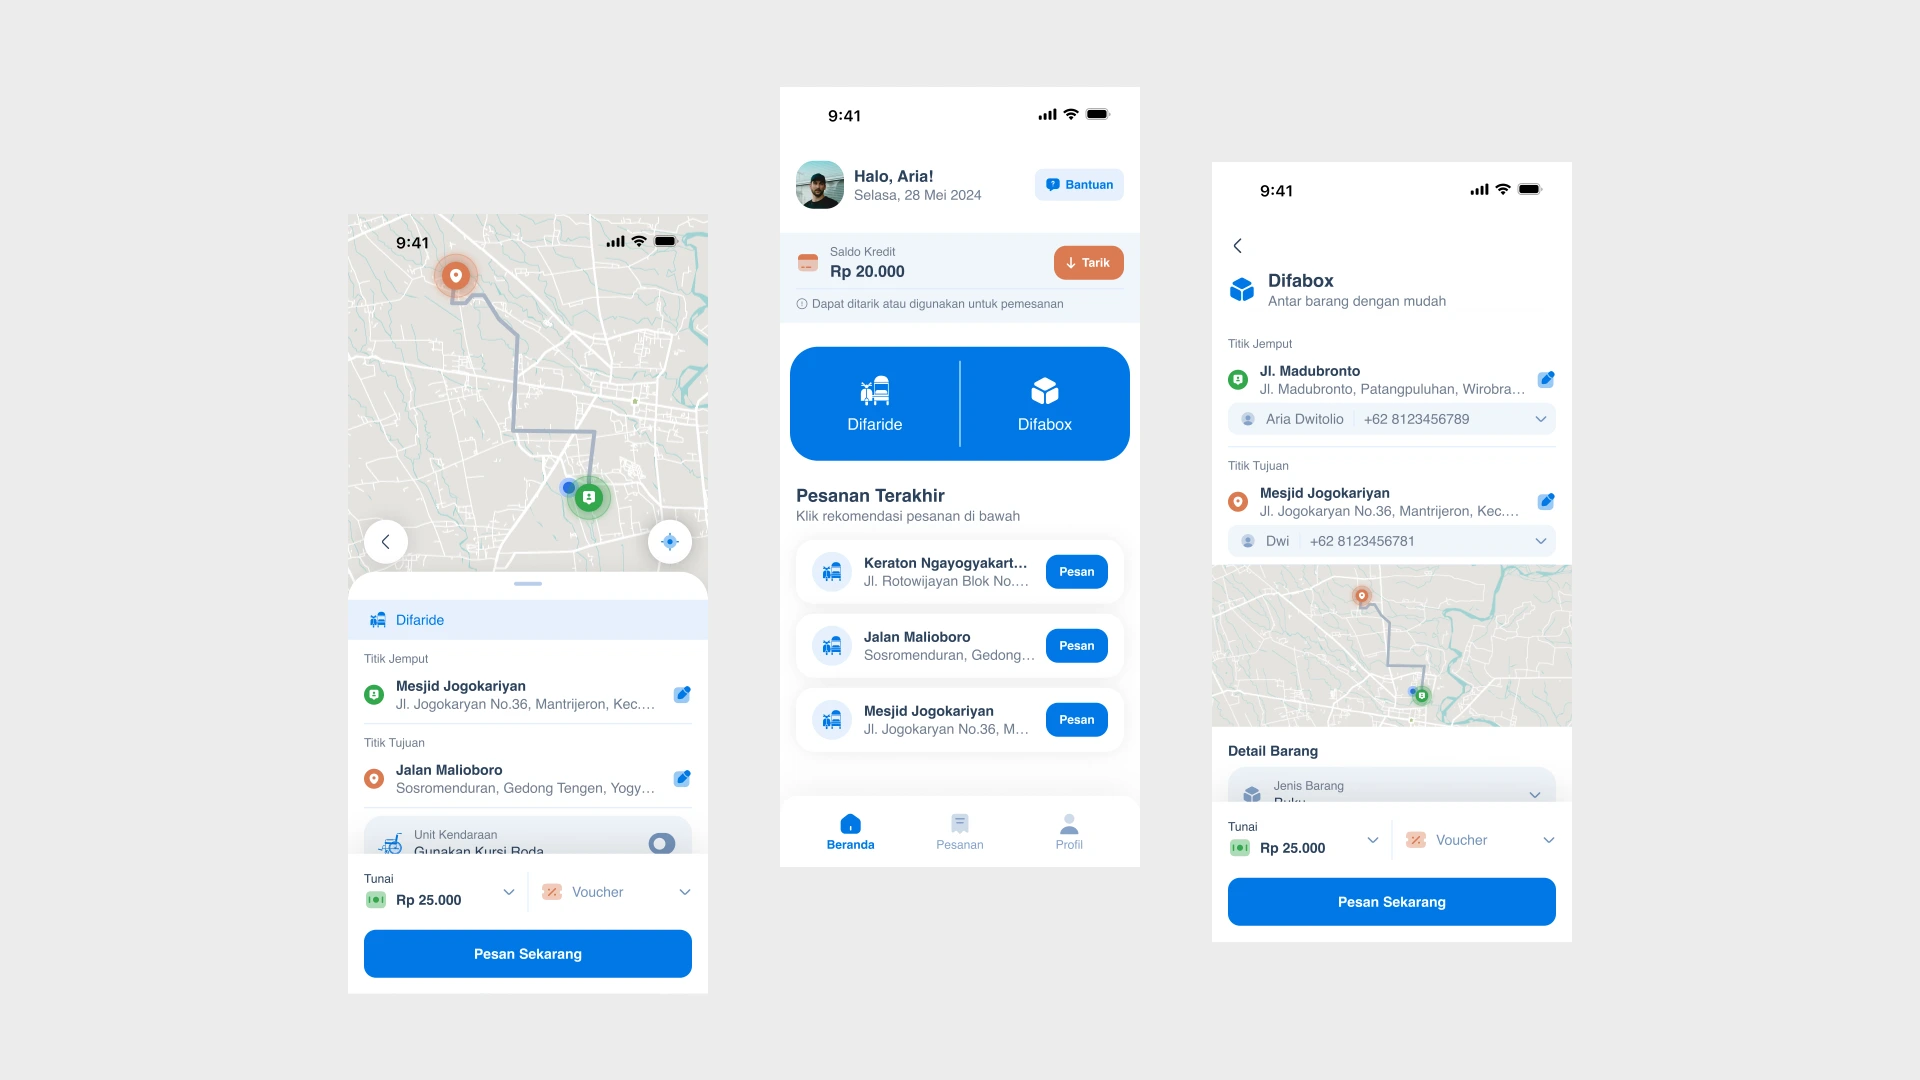 9:41
Difaride
Titik Jemput
Mesjid Jogokariyan
Jl. Jogokaryan No.36, Mantrijeron, Kec....
Titik Tujuan
Jalan Malioboro
Sosromenduran, Gedong Tengen, Yogy...
Unit Kendaraan
Gunakan Kursi Roda
Tunai
Rp 25.000
Voucher
Pesan Sekarang
9:41
Halo, Aria!
Selasa, 28 Mei 2024
Bantuan
Saldo Kredit
Rp 20.000
Tarik
Dapat ditarik atau digunakan untuk pemesanan
Difaride
Difabox
Pesanan Terakhir
Klik rekomendasi pesanan di bawah
Keraton Ngayogyakart...
Jl. Rotowijayan Blok No....
Pesan
Jalan Malioboro
Sosromenduran, Gedong...
Pesan
Mesjid Jogokariyan
Jl. Jogokaryan No.36, M...
Pesan
Beranda
Pesanan
Profil
9:41
Difabox
Antar barang dengan mudah
Titik Jemput
Jl. Madubronto
Jl. Madubronto, Patangpuluhan, Wirobra...
Aria Dwitolio
+62 8123456789
Titik Tujuan
Mesjid Jogokariyan
Jl. Jogokaryan No.36, Mantrijeron, Kec....
Dwi
+62 8123456781
Detail Barang
Jenis Barang
Buku
Tunai
Rp 25.000
Voucher
Pesan Sekarang